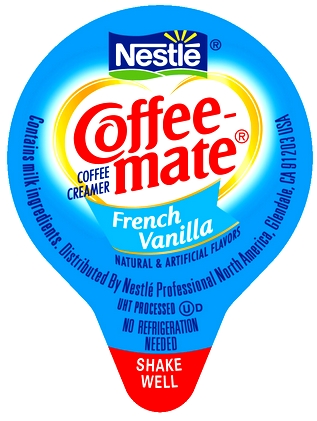 Nestlé®
Coffee-
mate®
COFFEE
CREAMER
French
Vanilla
NATURAL & ARTIFICIAL FLAVORS
Contains milk ingredients. Distributed By Nestlé Professional North America, Glendale, CA 91203 USA
UHT PROCESSED Ⓤ D
NO REFRIGERATION
NEEDED
SHAKE
WELL